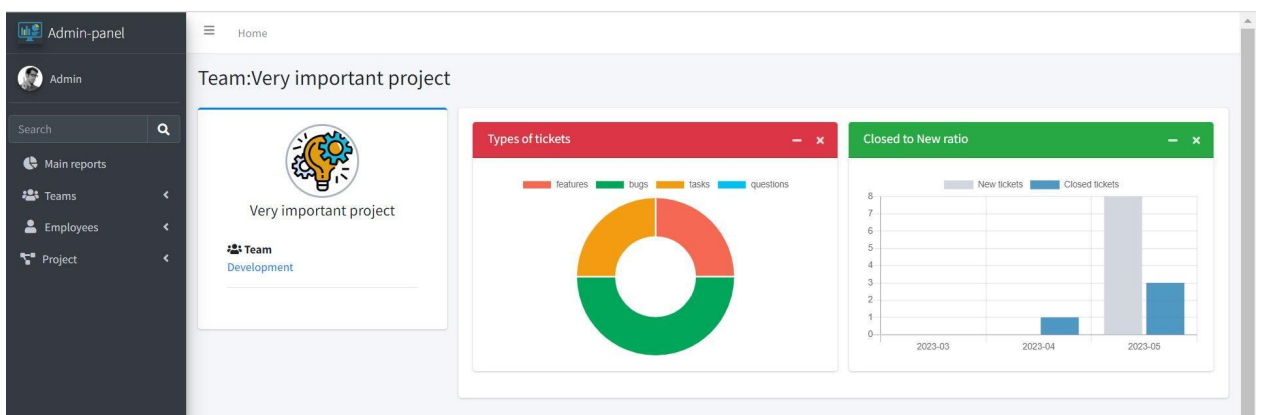 Admin-panel
Home
Admin
Team:Very important project
Search
Main reports
Teams
Employees
Project
Very important project
Team
Development
Types of tickets
features bugs tasks questions
Closed to New ratio
New tickets Closed tickets
8
7
6
5
4
3
2
1
0
2023-03 2023-04 2023-05